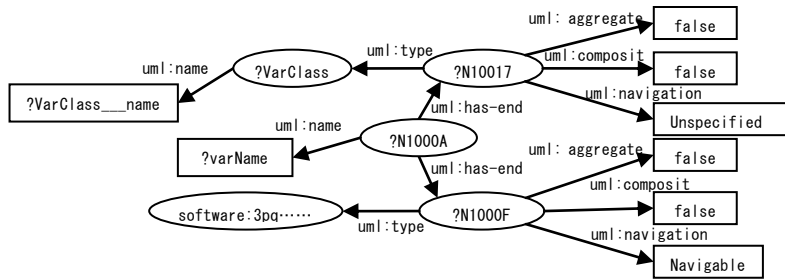 uml: aggregate
false
uml:type
uml:composit
uml:name
?VarClass
?N10017
false
uml:navigation
?VarClass___name
uml:has-end
Unspecified
uml:name
?N1000A
?varName
uml: aggregate
false
uml:has-end
uml:composit
software:3pq……
?N1000F
false
uml:type
uml:navigation
Navigable